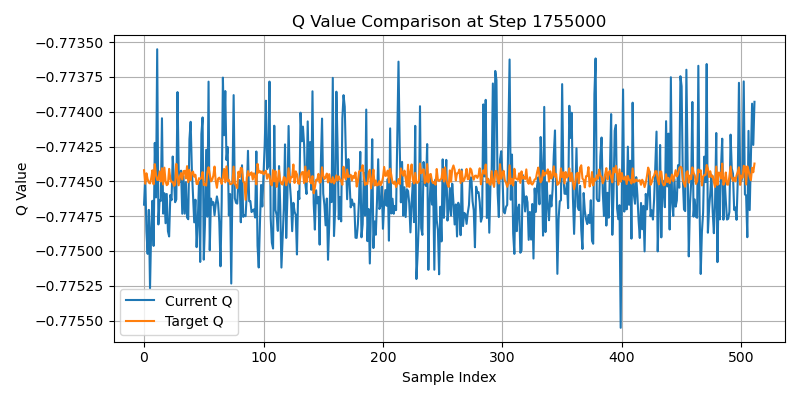 Q Value Comparison at Step 1755000
−0.77350
−0.77375
−0.77400
−0.77425
−0.77450
−0.77475
−0.77500
−0.77525
−0.77550
Q Value
Current Q
Target Q
0 100 200 300 400 500
Sample Index